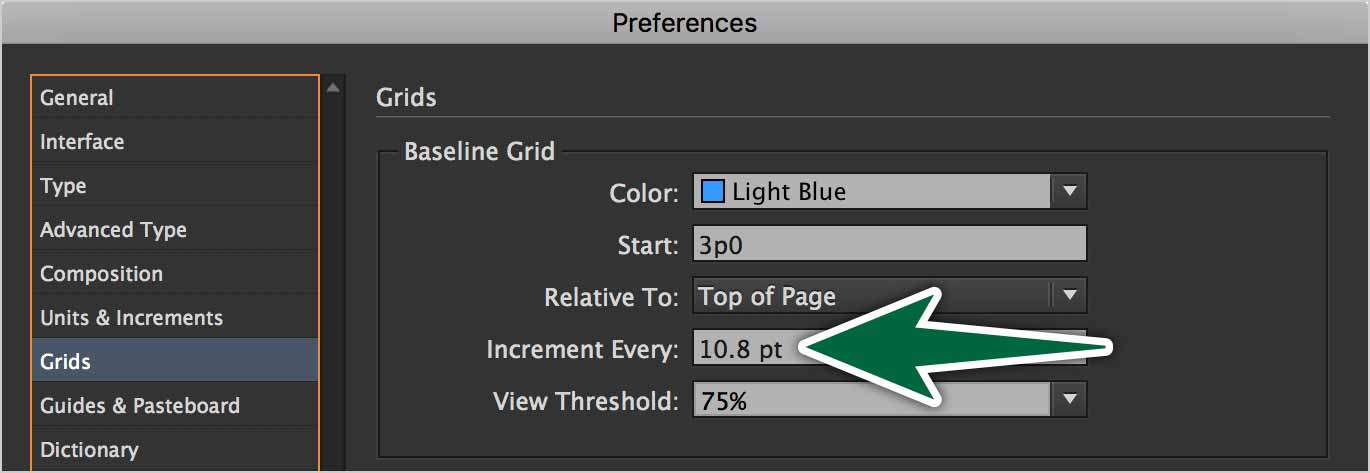 Preferences
General
Interface
Type
Advanced Type
Composition
Units & Increments
Grids
Guides & Pasteboard
Dictionary
Grids
Baseline Grid
Color: Light Blue
Start: 3p0
Relative To: Top of Page
Increment Every: 10.8 pt
View Threshold: 75%